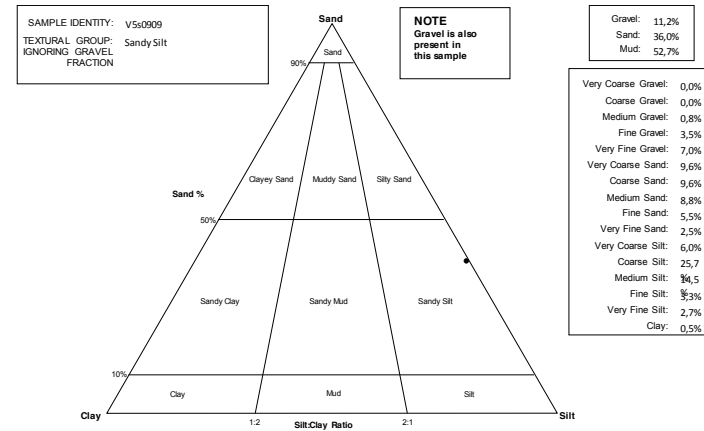 SAMPLE IDENTITY: V5s0909
TEXTURAL GROUP: Sandy Silt
IGNORING GRAVEL
FRACTION
Sand
NOTE
Gravel is also
present in
this sample
Gravel: 11,2%
Sand: 36,0%
Mud: 52,7%
Very Coarse Gravel: 0,0%
Coarse Gravel: 0,0%
Medium Gravel: 0,8%
Fine Gravel: 3,5%
Very Fine Gravel: 7,0%
Very Coarse Sand: 9,6%
Coarse Sand: 9,6%
Medium Sand: 8,8%
Fine Sand: 5,5%
Very Fine Sand: 2,5%
Very Coarse Silt: 6,0%
Coarse Silt: 25,7
%
Medium Silt: 14,5
%
Fine Silt: 3,3%
Very Fine Silt: 2,7%
Clay: 0,5%
Sand
90%
Clayey Sand Muddy Sand Silty Sand
Sand %
50%
Sandy Clay Sandy Mud Sandy Silt
10%
Clay Mud Silt
Clay Silt
1:2 Silt:Clay Ratio 2:1